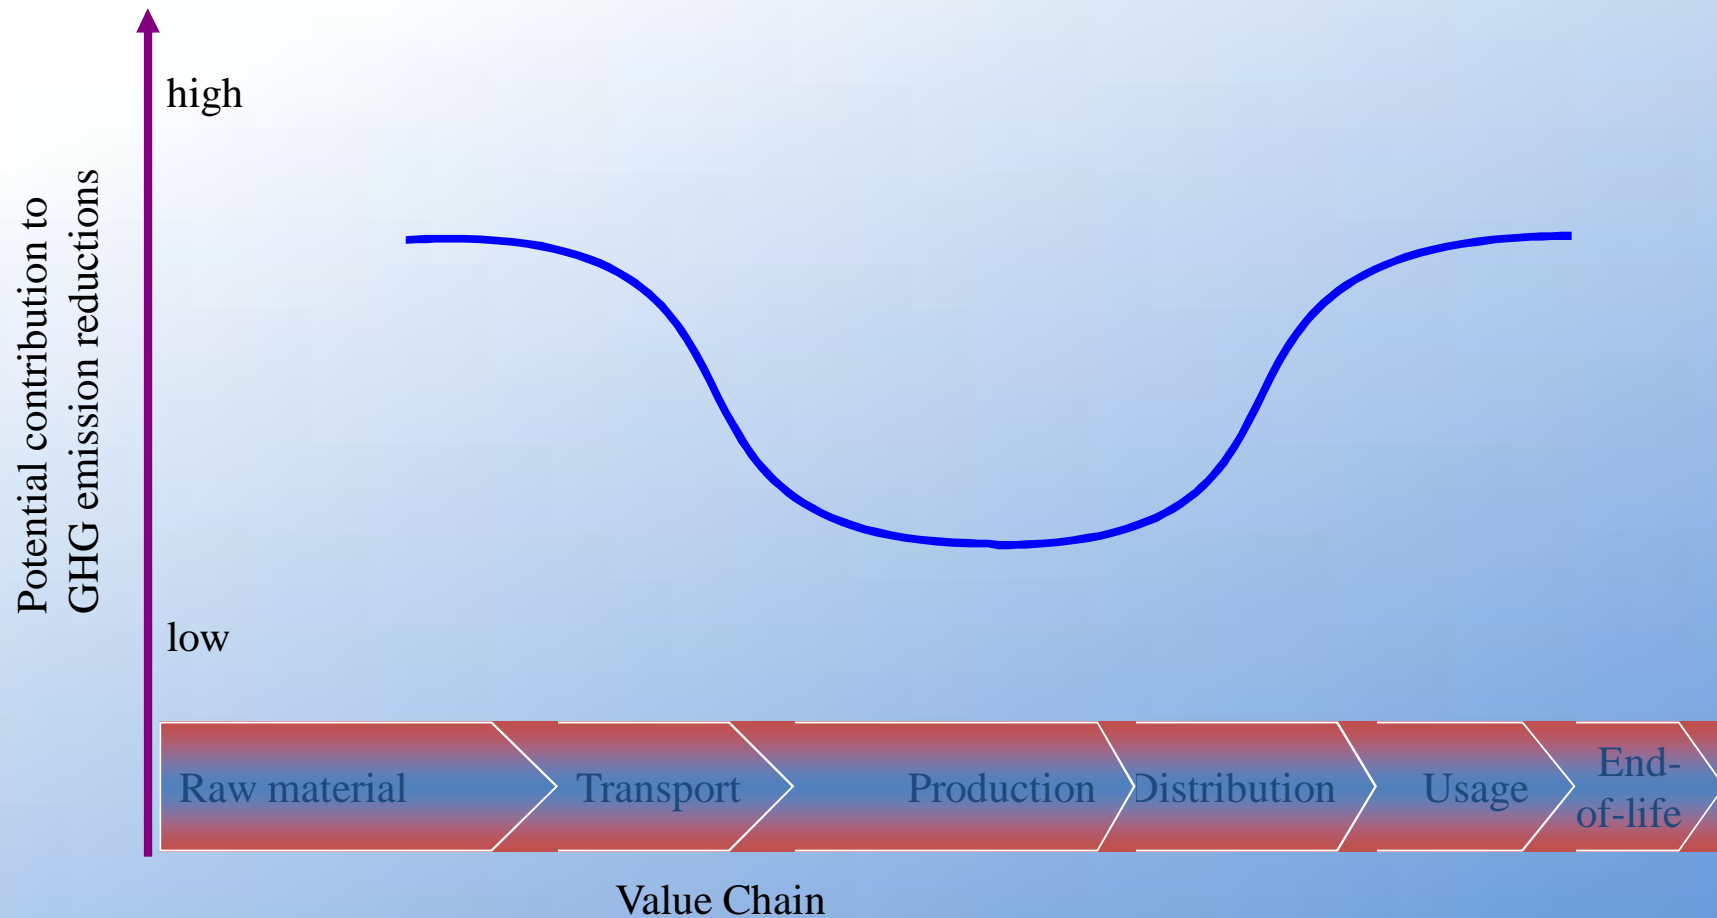 high
Potential contribution to
GHG emission reductions
low
Raw material
Transport
Production
Distribution
Usage
End-
of-life
Value Chain